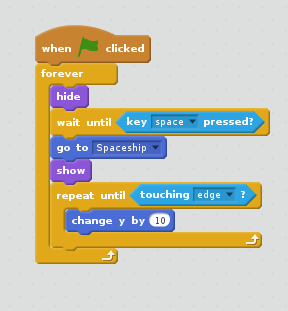 when clicked
forever
hide
wait until key space pressed?
go to Spaceship
show
repeat until touching edge ?
change y by 10